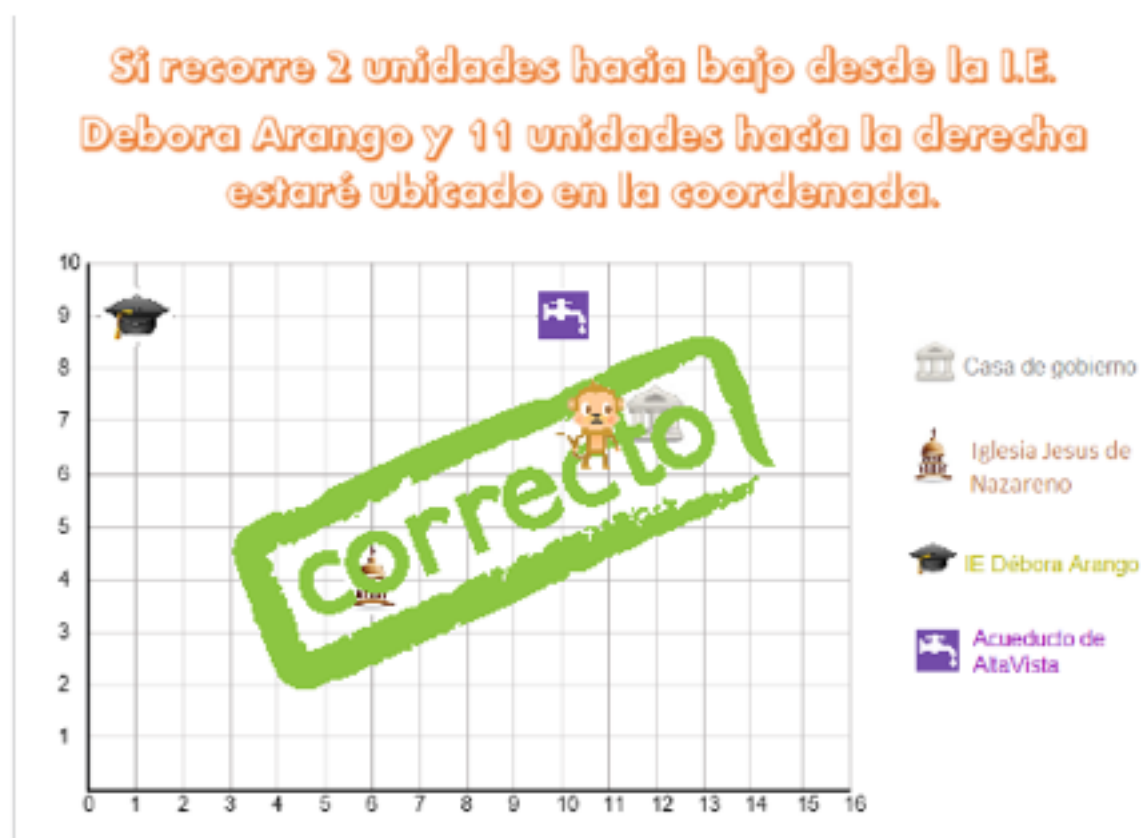 Si recorre 2 unidades hacia bajo desde la I.E.
Debora Arango y 11 unidades hacia la derecha
estaré ubicado en la coordenada.
10
9
8
7
6
5
4
3
2
1
0 1 2 3 4 5 6 7 8 9 10 11 12 13 14 15 16
correcto
Casa de gobierno
Iglesia Jesus de
Nazareno
IE Débora Arango
Acueducto de
AltaVista